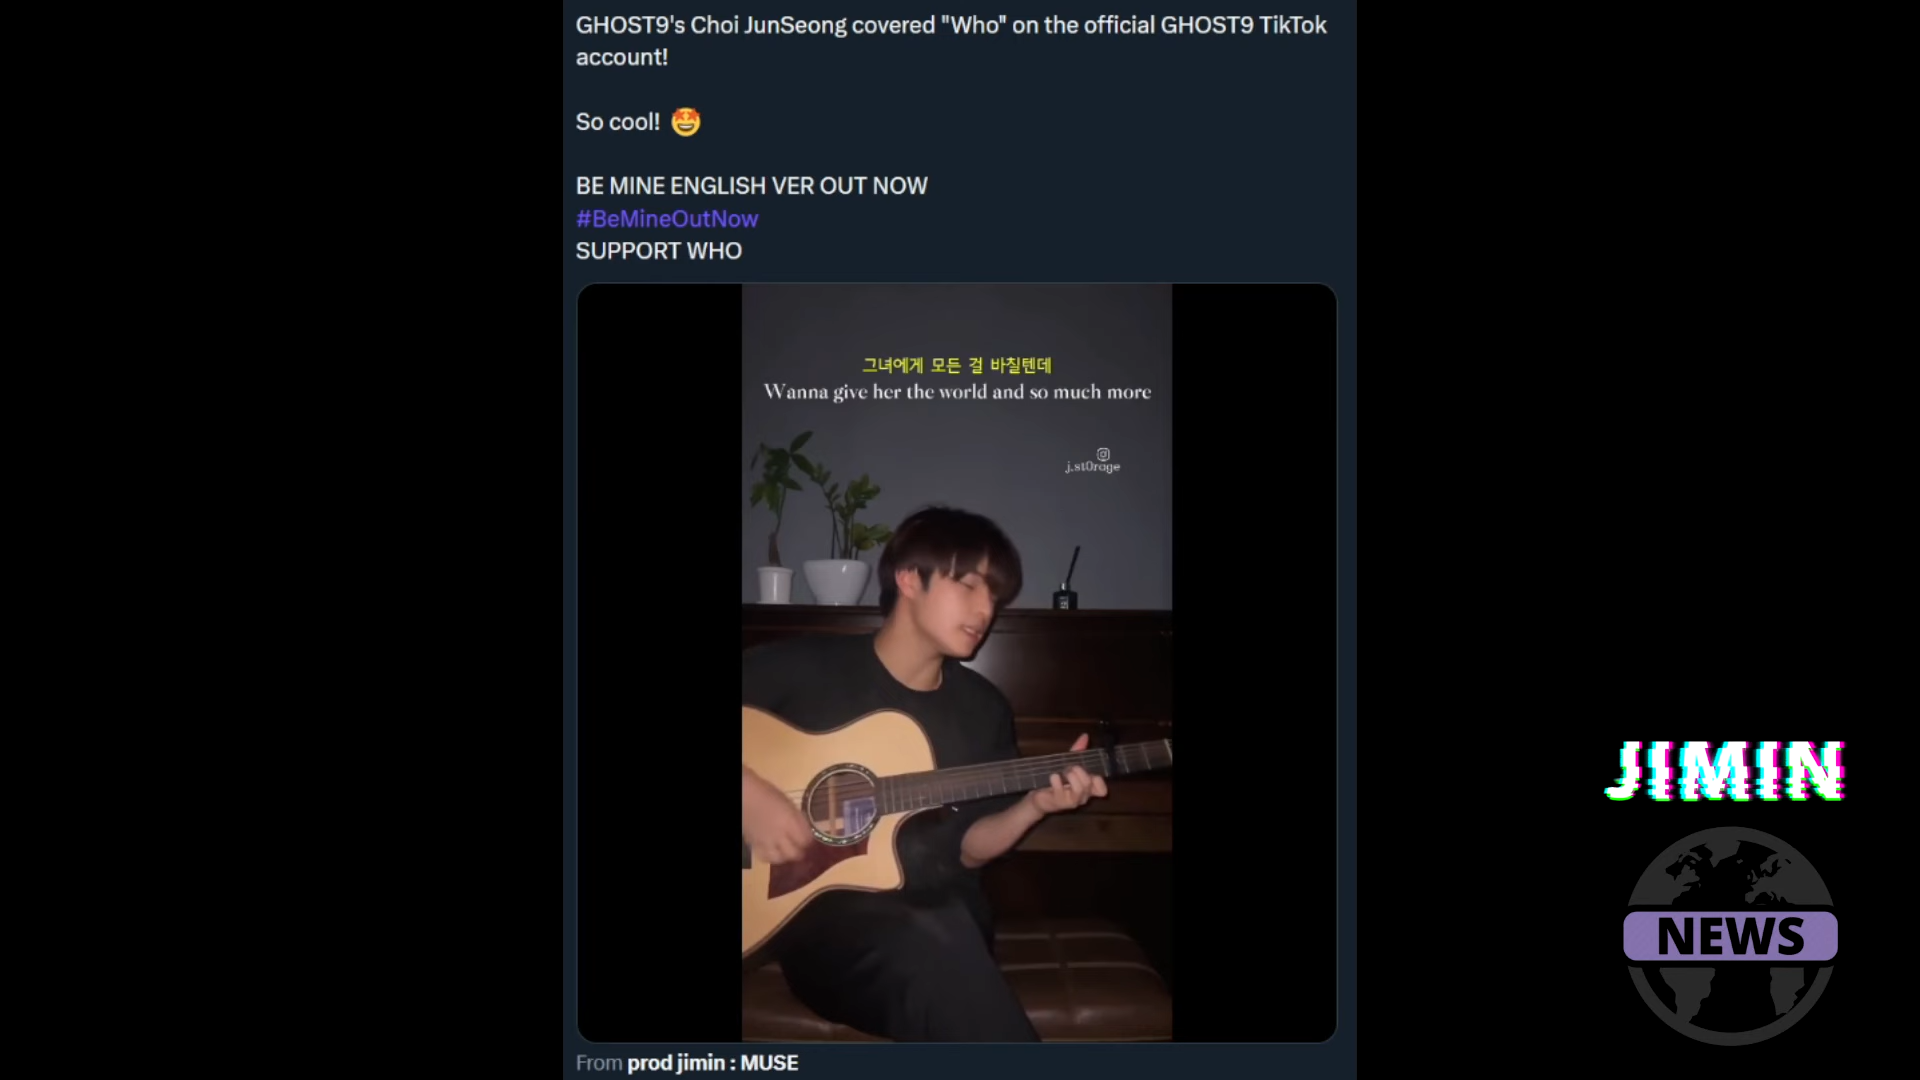 GHOST9's Choi JunSeong covered "Who" on the official GHOST9 TikTok
account!
So cool! 🤩
BE MINE ENGLISH VER OUT NOW
#BeMineOutNow
SUPPORT WHO
그녀에게 모든 걸 바칠텐데
Wanna give her the world and so much more
j.st0rage
From prod jimin : MUSE
JIMIN
NEWS